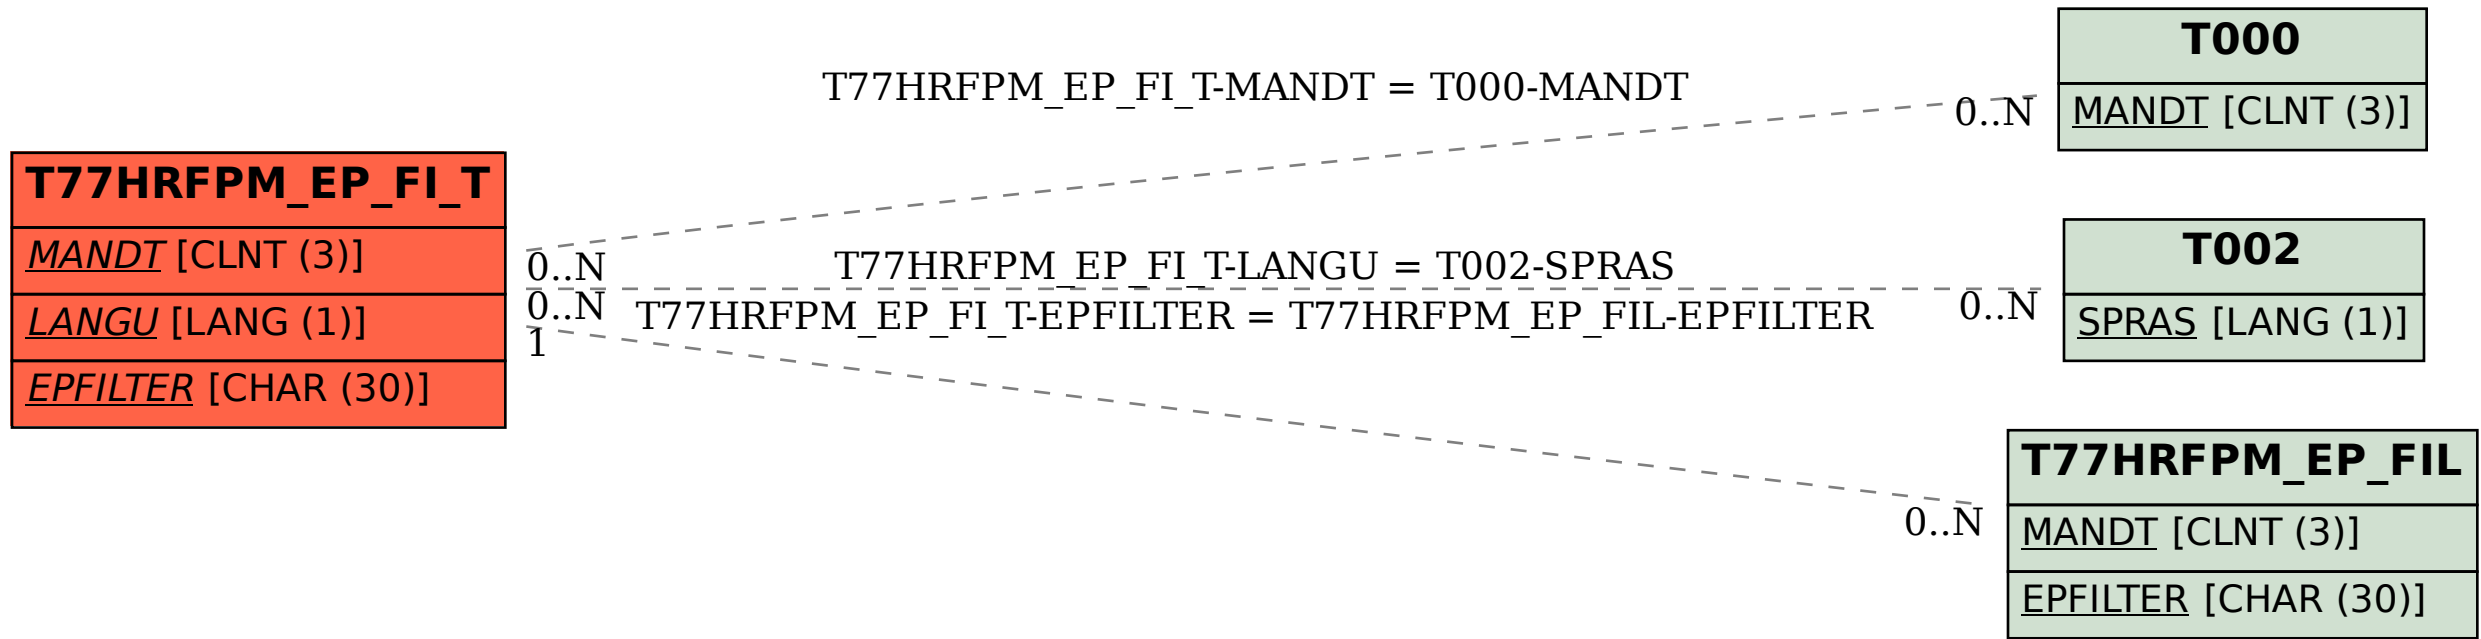 T77HRFPM_EP_FI_T
MANDT [CLNT (3)]
LANGU [LANG (1)]
EPFILTER [CHAR (30)]
T77HRFPM_EP_FI_T-MANDT = T000-MANDT
0..N
0..N
T77HRFPM_EP_FI_T-LANGU = T002-SPRAS
0..N
0..N
T77HRFPM_EP_FI_T-EPFILTER = T77HRFPM_EP_FIL-EPFILTER
1
0..N
T000
MANDT [CLNT (3)]
T002
SPRAS [LANG (1)]
T77HRFPM_EP_FIL
MANDT [CLNT (3)]
EPFILTER [CHAR (30)]